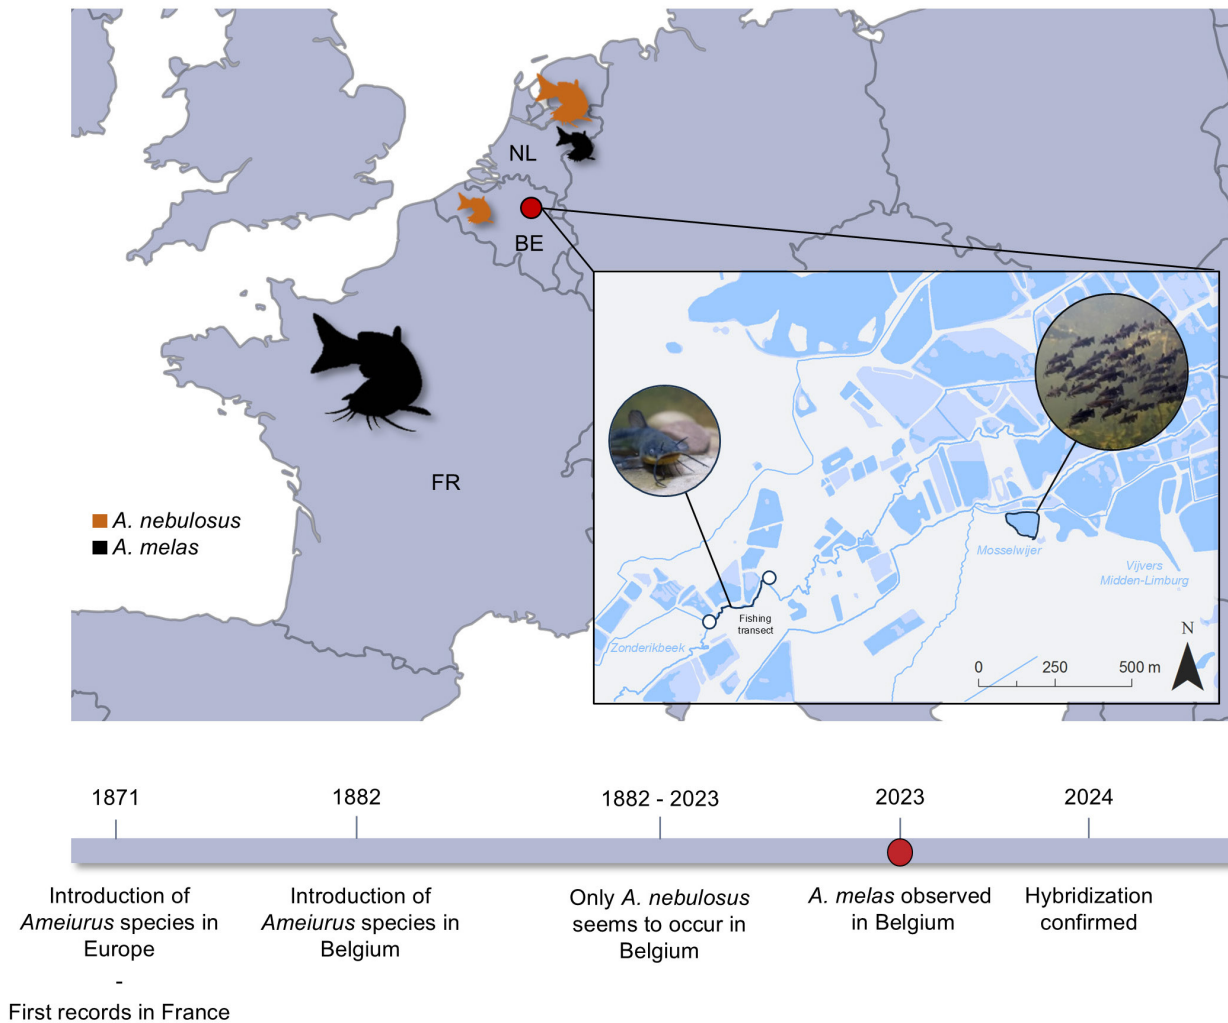 NL
BE
FR
A. nebulosus
A. melas
Mosselwijer
Vijvers
Midden-Limburg
Fishing
transect
Zonderikbeek
N
0 250 500 m
1871
1882
1882 - 2023
2023
2024
Introduction of
Ameiurus species in
Europe
-
First records in France
Introduction of
Ameiurus species in
Belgium
Only A. nebulosus
seems to occur in
Belgium
A. melas observed
in Belgium
Hybridization
confirmed